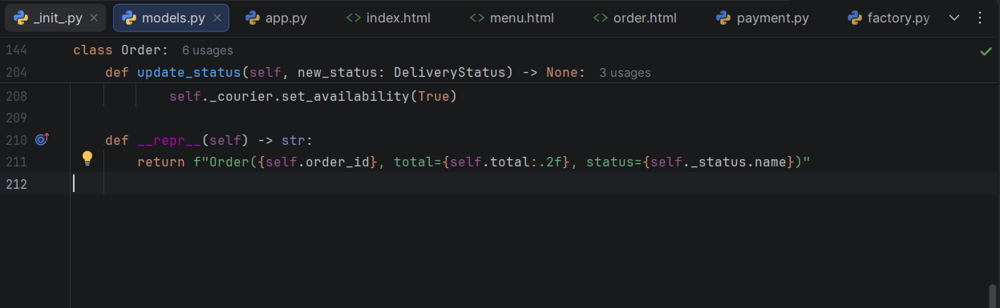 _init_.py models.py app.py index.html menu.html order.html payment.py factory.py
144 class Order: 6 usages
204 def update_status(self, new_status: DeliveryStatus) -> None: 3 usages
208 self._courier.set_availability(True)
209
210 def __repr__(self) -> str:
211 return f"Order({self.order_id}, total={self.total:.2f}, status={self._status.name})"
212